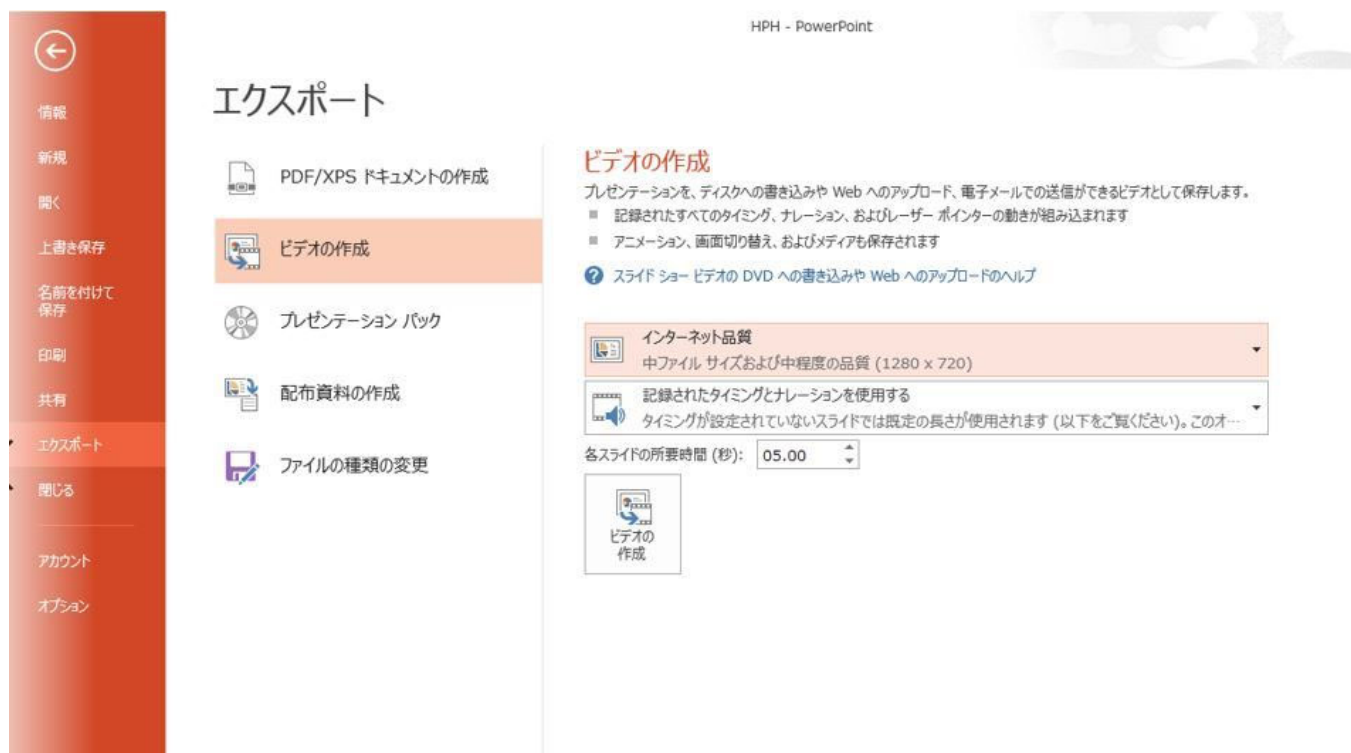 HPH - PowerPoint
情報
新規
開く
上書き保存
名前を付けて
保存
印刷
共有
エクスポート
閉じる
アカウント
オプション
エクスポート
PDF/XPS ドキュメントの作成
ビデオの作成
プレゼンテーション パック
配布資料の作成
ファイルの種類の変更
ビデオの作成
プレゼンテーションを、ディスクへの書き込みや Web へのアップロード、電子メールでの送信ができるビデオとして保存します。
記録されたすべてのタイミング、ナレーション、およびレーザー ポインターの動きが組み込まれます
アニメーション、画面切り替え、およびメディアも保存されます
スライド ショー ビデオの DVD への書き込みや Web へのアップロードのヘルプ
インターネット品質
中ファイル サイズおよび中程度の品質 (1280 x 720)
記録されたタイミングとナレーションを使用する
タイミングが設定されていないスライドでは既定の長さが使用されます (以下をご覧ください)。このオ…
各スライドの所要時間 (秒): 05.00
ビデオの
作成